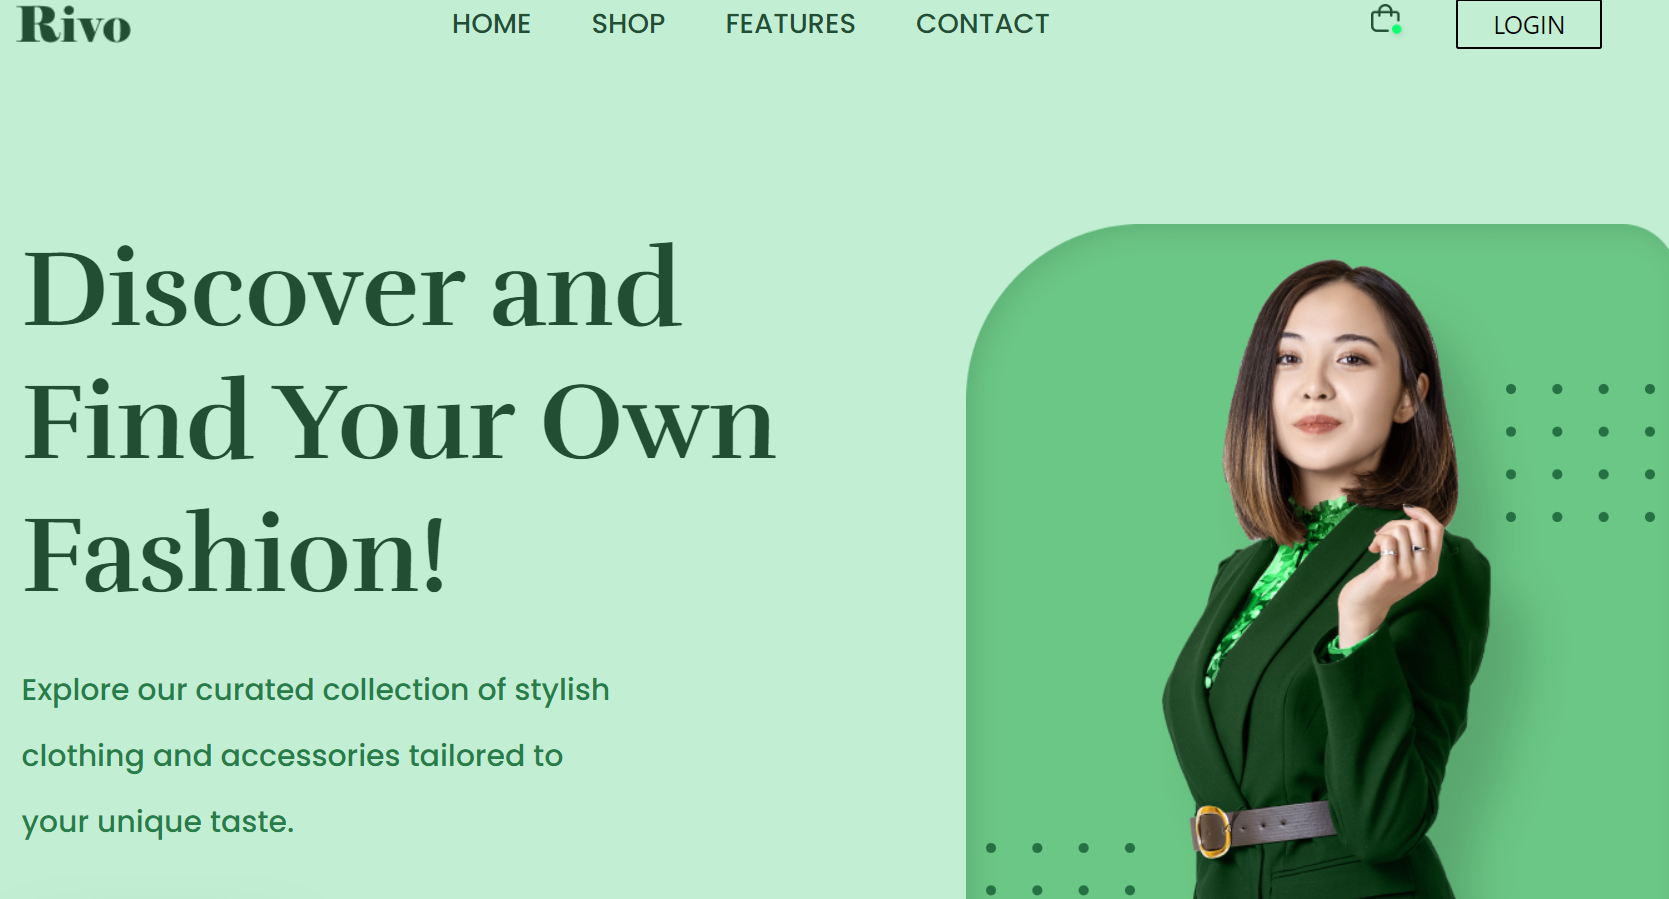 Rivo
HOME SHOP FEATURES CONTACT
LOGIN
Discover and
Find Your Own
Fashion!
Explore our curated collection of stylish
clothing and accessories tailored to
your unique taste.